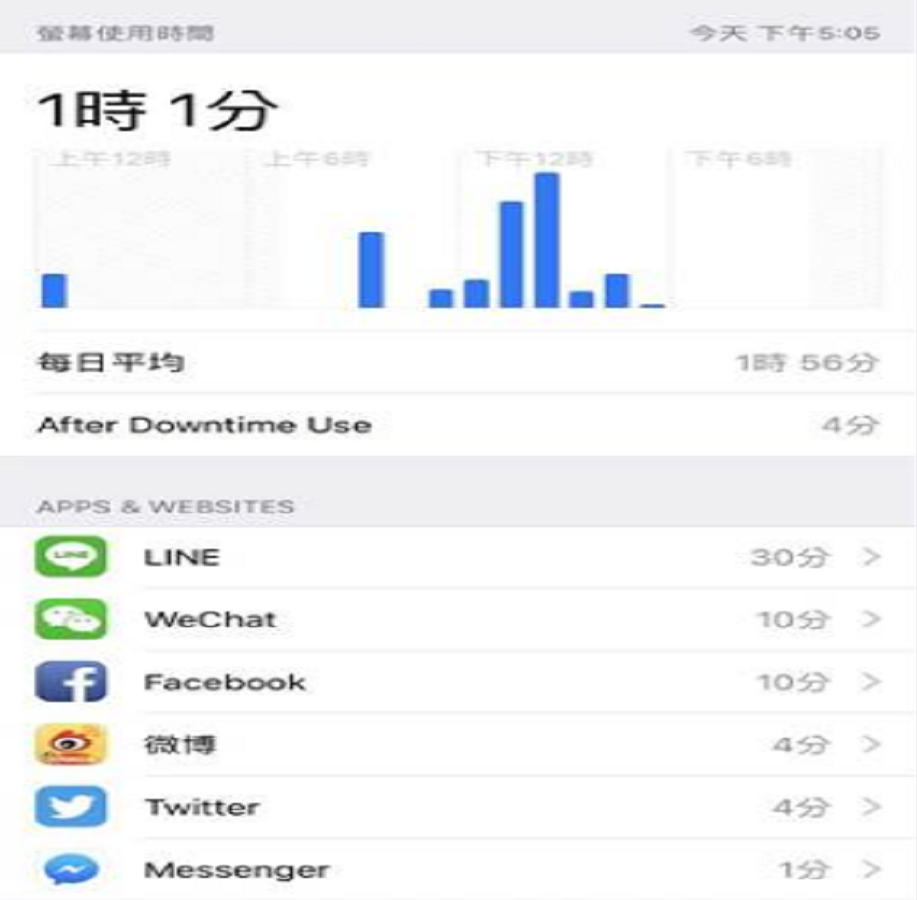 螢幕使用時間 今天 下午5:05
1時 1分
上午12時 上午6時 下午12時 下午6時
每日平均 1時 56分
After Downtime Use 4分
APPS & WEBSITES
LINE LINE 30分
WeChat 10分
Facebook 10分
微博 4分
Twitter 4分
Messenger 1分